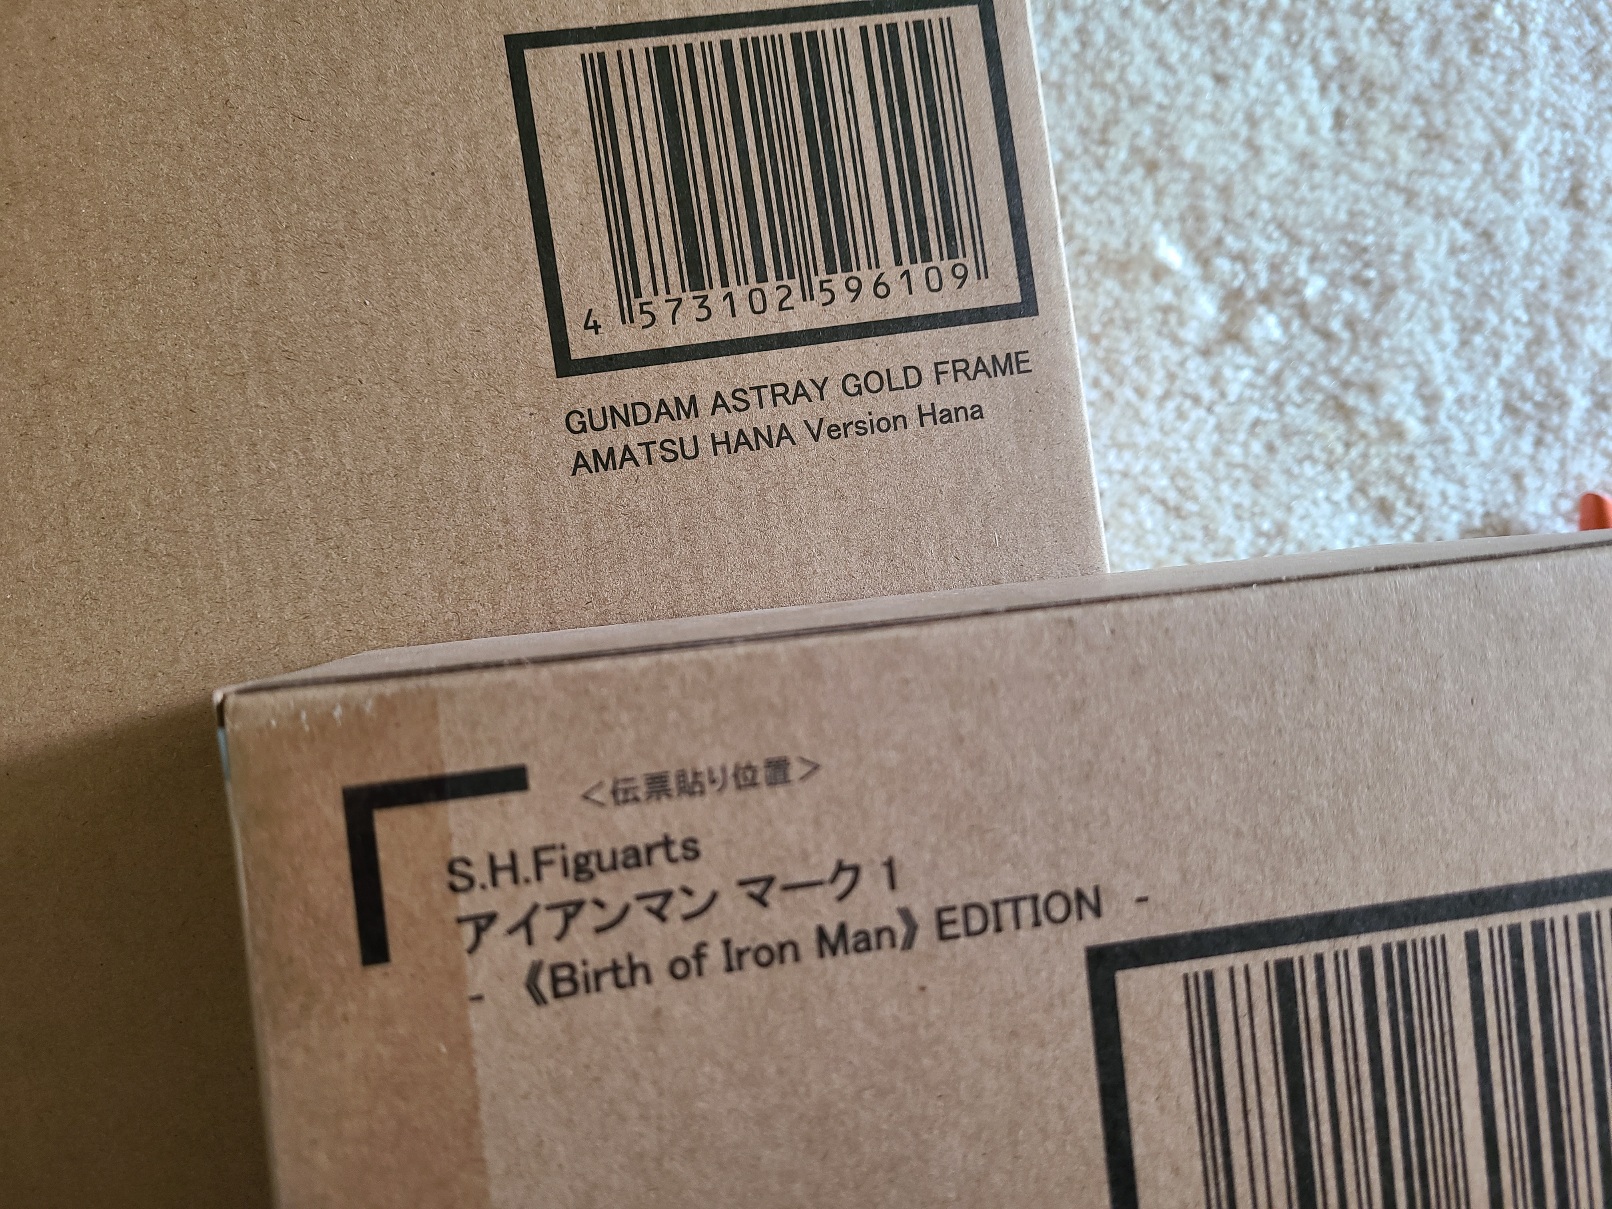 4 573102 596109
GUNDAM ASTRAY GOLD FRAME
AMATSU HANA Version Hana
＜伝票貼り位置＞
S.H.Figuarts
アイアンマン マーク1
- 《Birth of Iron Man》 EDITION -